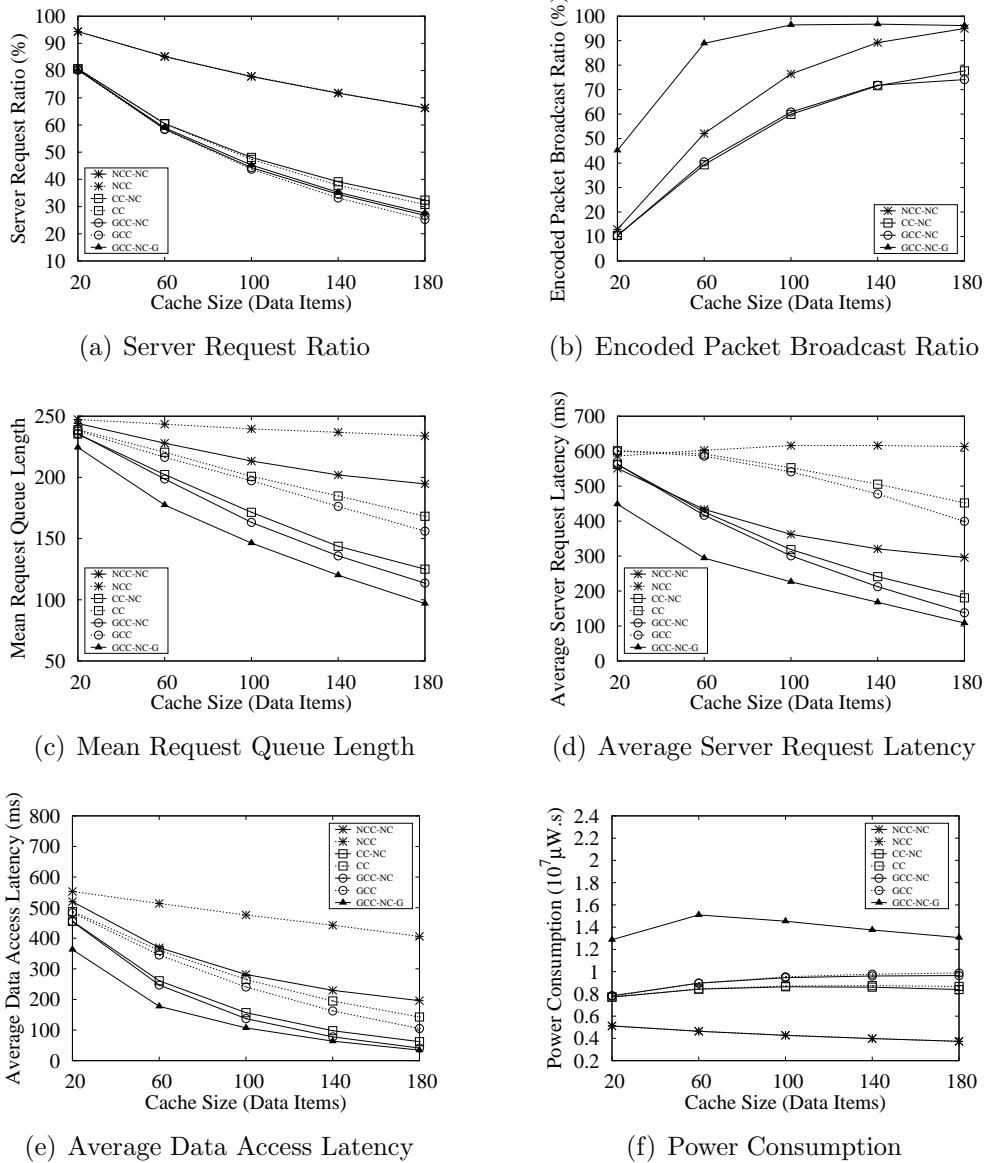 Server Request Ratio (%)
100
90
80
70
60
50
40
30
20
10
NCC-NC
NCC
CC-NC
CC
GCC-NC
GCC
GCC-NC-G
20 60 100 140 180
Cache Size (Data Items)
(a) Server Request Ratio
Encoded Packet Broadcast Ratio (%)
100
90
80
70
60
50
40
30
20
10
0
NCC-NC
CC-NC
GCC-NC
GCC-NC-G
20 60 100 140 180
Cache Size (Data Items)
(b) Encoded Packet Broadcast Ratio
Mean Request Queue Length
250
200
150
100
50
NCC-NC
NCC
CC-NC
CC
GCC-NC
GCC
GCC-NC-G
20 60 100 140 180
Cache Size (Data Items)
(c) Mean Request Queue Length
Average Server Request Latency (ms)
700
600
500
400
300
200
100
0
NCC-NC
NCC
CC-NC
CC
GCC-NC
GCC
GCC-NC-G
20 60 100 140 180
Cache Size (Data Items)
(d) Average Server Request Latency
Average Data Access Latency (ms)
800
700
600
500
400
300
200
100
0
NCC-NC
NCC
CC-NC
CC
GCC-NC
GCC
GCC-NC-G
20 60 100 140 180
Cache Size (Data Items)
(e) Average Data Access Latency
Power Consumption (10⁷μW.s)
2.4
2.2
2
1.8
1.6
1.4
1.2
1
0.8
0.6
0.4
0.2
NCC-NC
NCC
CC-NC
CC
GCC-NC
GCC
GCC-NC-G
20 60 100 140 180
Cache Size (Data Items)
(f) Power Consumption